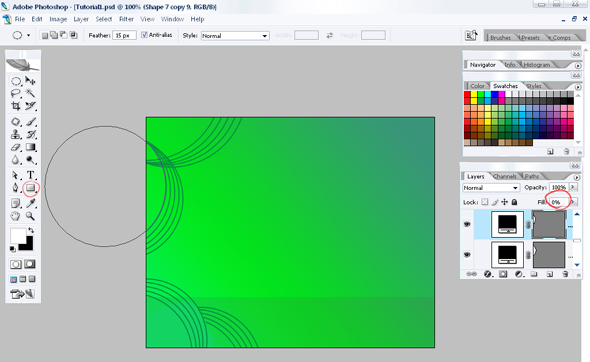 Adobe Photoshop - [Tutorial1.psd @ 100% (Shape 7 copy 9, RGB/8)]
File Edit Image Layer Select Filter View Window Help
Feather: 15 px Anti-alias Style: Normal Width: Height:
Brushes Presets Comps
Navigator Info Histogram
Color Swatches Styles
T
Layers Channels Paths
Normal Opacity: 100%
Lock: Fill: 0%